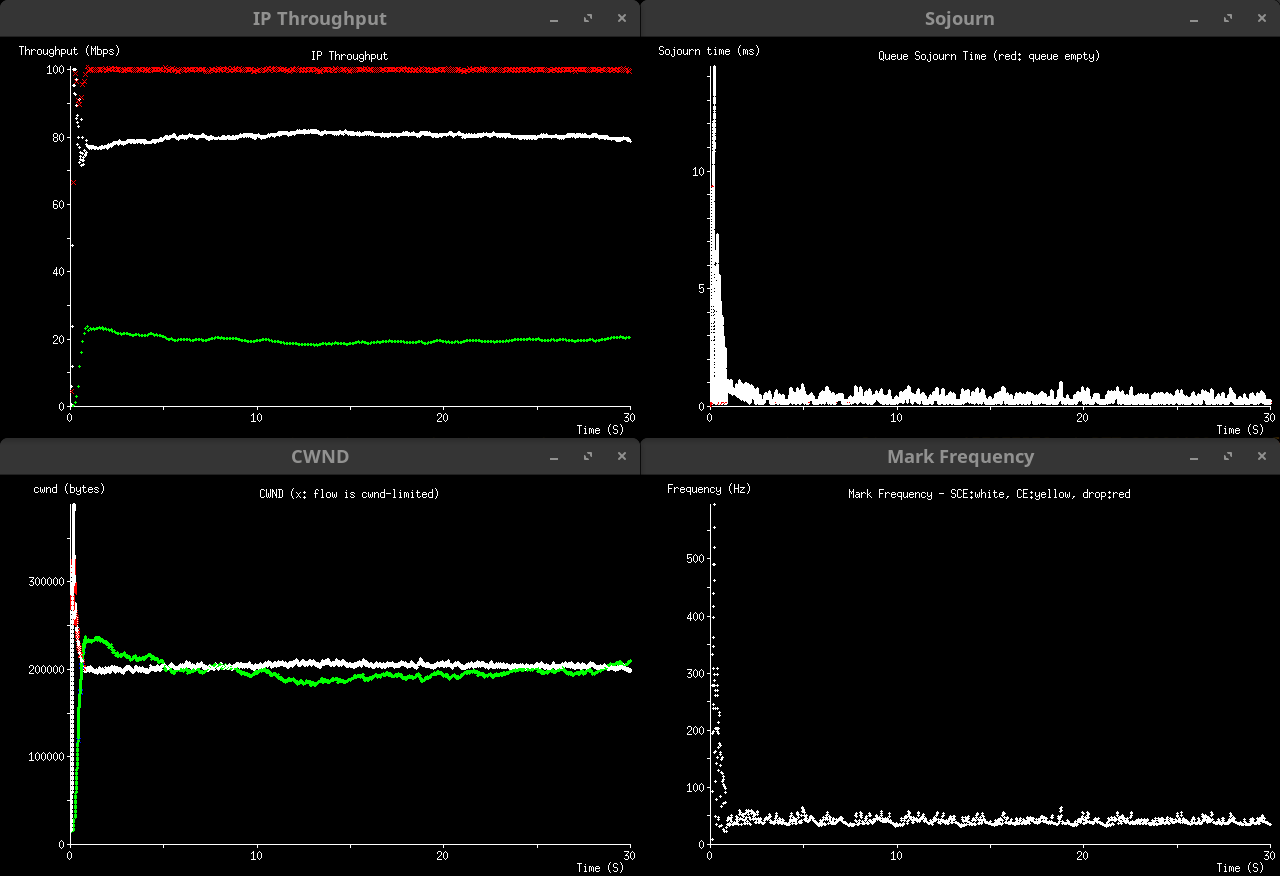 IP Throughput
Throughput (Mbps)
IP Throughput
100
80
60
40
20
0
0
10
20
30
Time (S)
Sojourn
Sojourn time (ms)
Queue Sojourn Time (red: queue empty)
10
5
0
0
10
20
30
Time (S)
CWND
cwnd (bytes)
CWND (x: flow is cwnd-limited)
300000
200000
100000
0
0
10
20
30
Time (S)
Mark Frequency
Frequency (Hz)
Mark Frequency - SCE:white, CE:yellow, drop:red
500
400
300
200
100
0
0
10
20
30
Time (S)